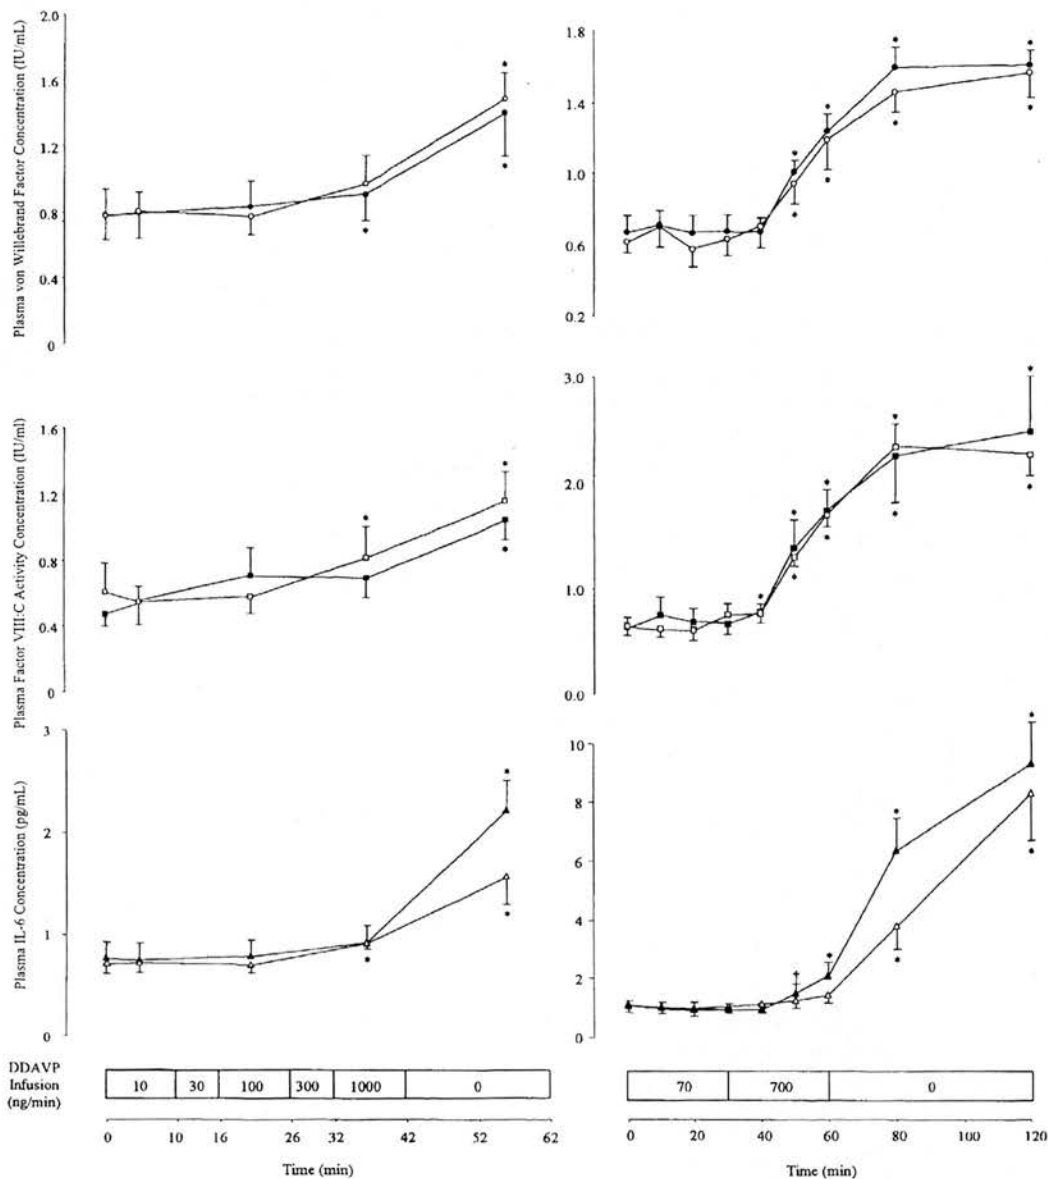 Plasma von Willebrand Factor Concentration (IU/mL)
2.0
1.6
1.2
0.8
0.4
0
1.8
1.4
1.0
0.6
0.2
Plasma Factor VIII:C Activity Concentration (IU/ml)
1.6
1.2
0.8
0.4
0
3.0
2.0
1.0
0.0
Plasma IL-6 Concentration (pg/mL)
3
2
1
0
10
8
6
4
2
0
DDAVP
Infusion
(ng/min)
10 30 100 300 1000 0
70 700 0
0 10 16 26 32 42 52 62
Time (min)
0 20 40 60 80 100 120
Time (min)